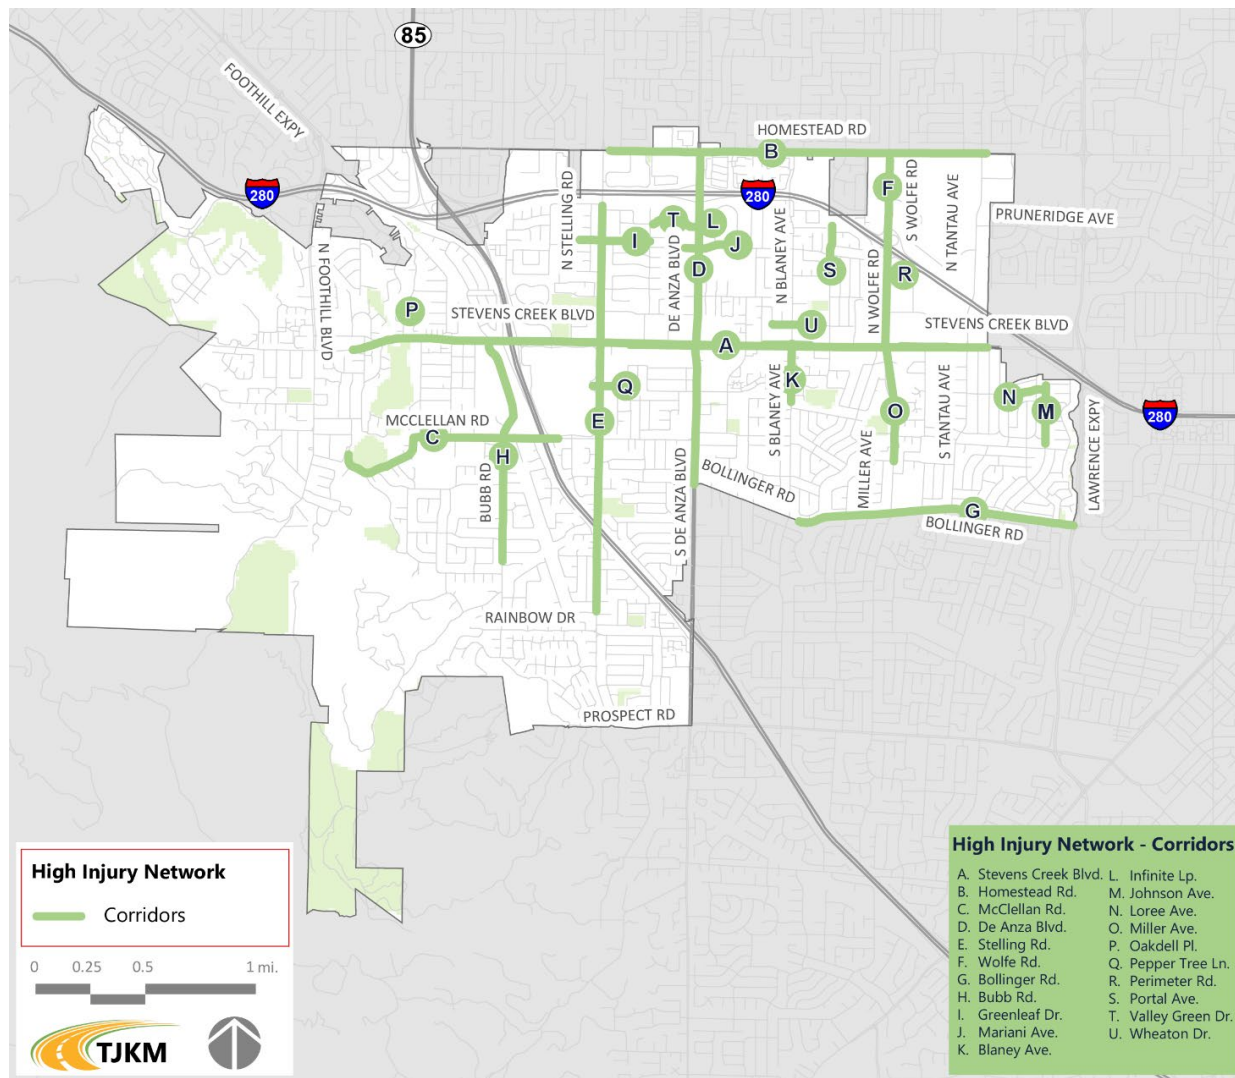 85
FOOTHILL EXPY
HOMESTEAD RD
B
280
280
F
S WOLFE RD
N STELLING RD
N TANTAU AVE
PRUNERIDGE AVE
T
L
I
J
N BLANEY AVE
N FOOTHILL BLVD
DE ANZA BLVD
D
S
R
N WOLFE RD
P
STEVENS CREEK BLVD
U
STEVENS CREEK BLVD
A
K
Q
S BLANEY AVE
S TANTAU AVE
N
M
O
280
LAWRENCE EXPY
MCCLELLAN RD
C
E
H
BUBB RD
MILLER AVE
BOLLINGER RD
S DE ANZA BLVD
G
BOLLINGER RD
RAINBOW DR
PROSPECT RD
High Injury Network
Corridors
0 0.25 0.5 1 mi.
TJKM
High Injury Network - Corridors
A. Stevens Creek Blvd.
B. Homestead Rd.
C. McClellan Rd.
D. De Anza Blvd.
E. Stelling Rd.
F. Wolfe Rd.
G. Bollinger Rd.
H. Bubb Rd.
I. Greenleaf Dr.
J. Mariani Ave.
K. Blaney Ave.
L. Infinite Lp.
M. Johnson Ave.
N. Loree Ave.
O. Miller Ave.
P. Oakdell Pl.
Q. Pepper Tree Ln.
R. Perimeter Rd.
S. Portal Ave.
T. Valley Green Dr.
U. Wheaton Dr.